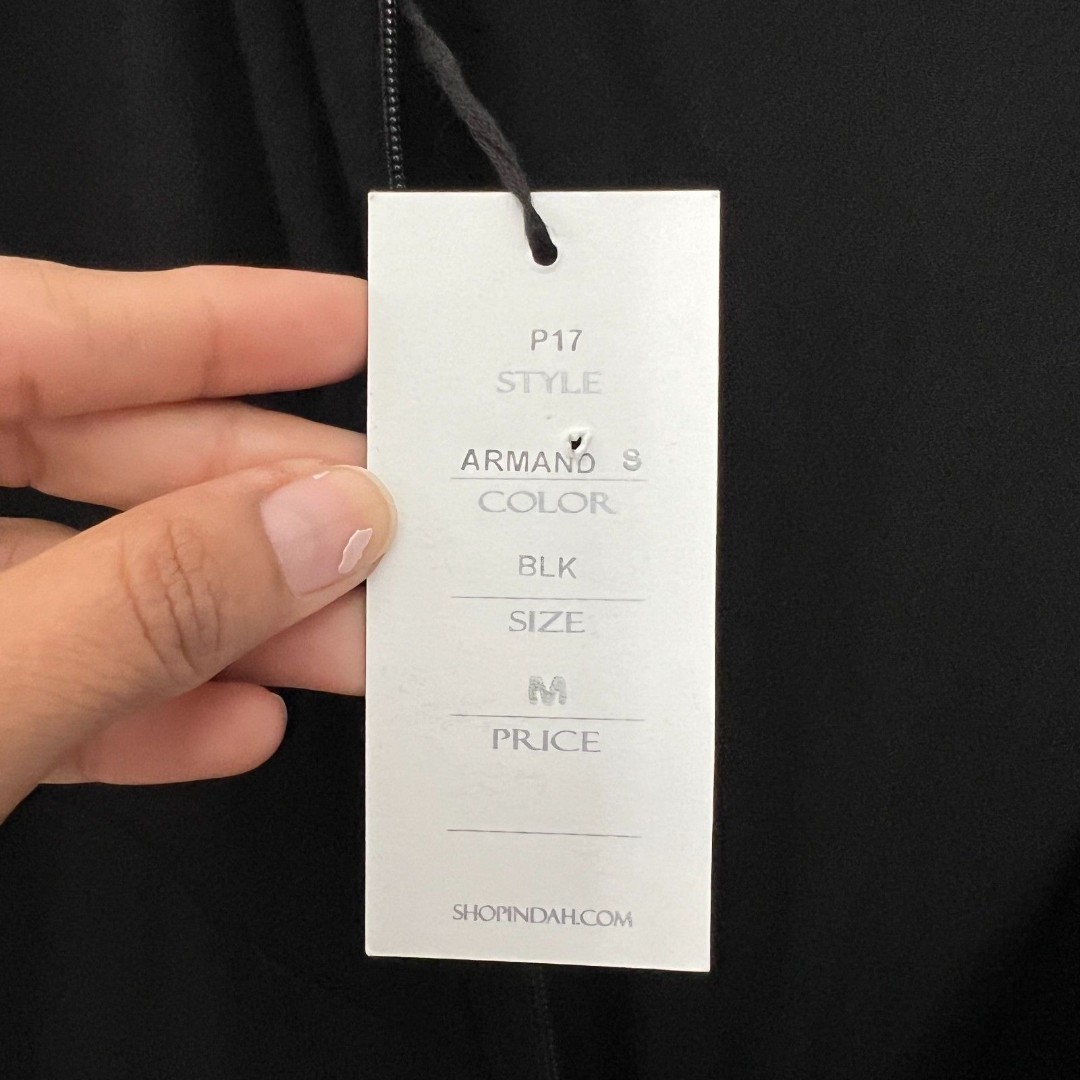 P17
STYLE
ARMAND S
COLOR
BLK
SIZE
M
PRICE
SHOPINDAH.COM